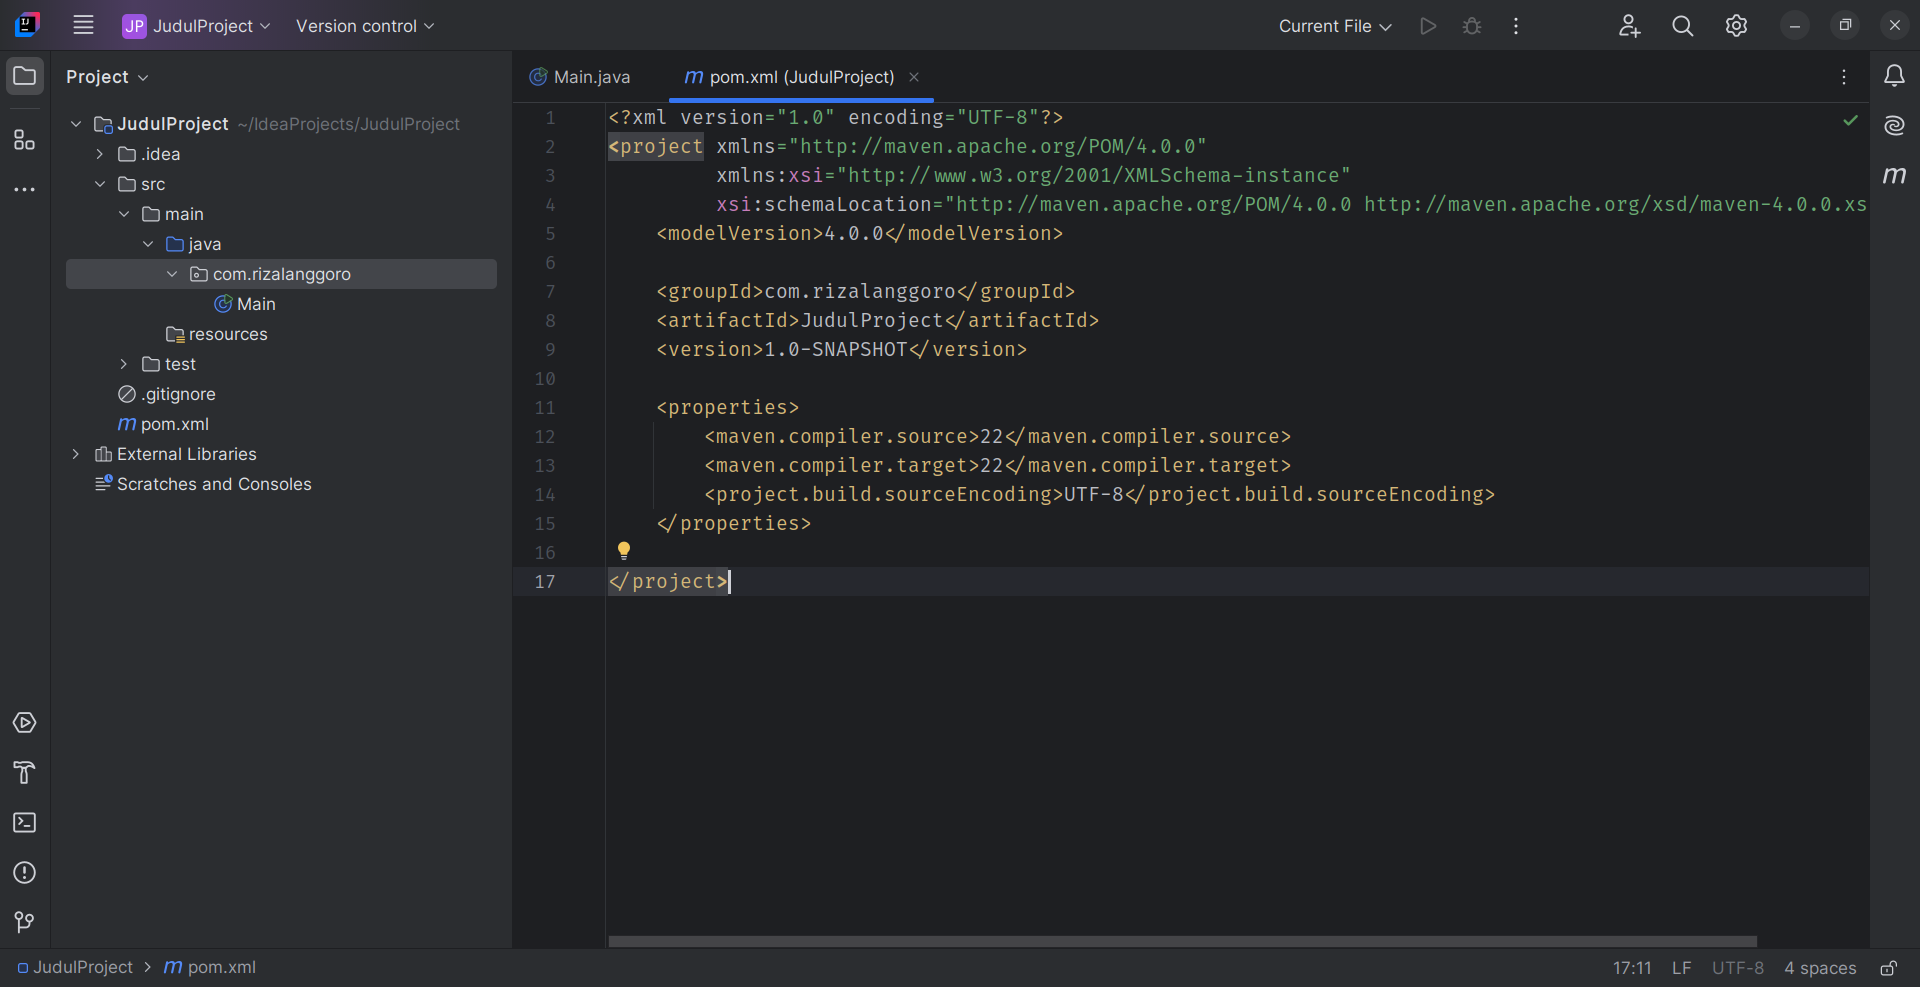 JP JudulProject
Version control
Current File
Project
JudulProject ~/IdeaProjects/JudulProject
.idea
src
main
java
com.rizalanggoro
Main
resources
test
.gitignore
m pom.xml
External Libraries
Scratches and Consoles
Main.java
m pom.xml (JudulProject)
1 <?xml version="1.0" encoding="UTF-8"?>
2 <project xmlns="http://maven.apache.org/POM/4.0.0"
3 xmlns:xsi="http://www.w3.org/2001/XMLSchema-instance"
4 xsi:schemaLocation="http://maven.apache.org/POM/4.0.0 http://maven.apache.org/xsd/maven-4.0.0.xs
5 <modelVersion>4.0.0</modelVersion>
6
7 <groupId>com.rizalanggoro</groupId>
8 <artifactId>JudulProject</artifactId>
9 <version>1.0-SNAPSHOT</version>
10
11 <properties>
12 <maven.compiler.source>22</maven.compiler.source>
13 <maven.compiler.target>22</maven.compiler.target>
14 <project.build.sourceEncoding>UTF-8</project.build.sourceEncoding>
15 </properties>
16
17 </project>
m
JudulProject > m pom.xml
17:11 LF UTF-8 4 spaces